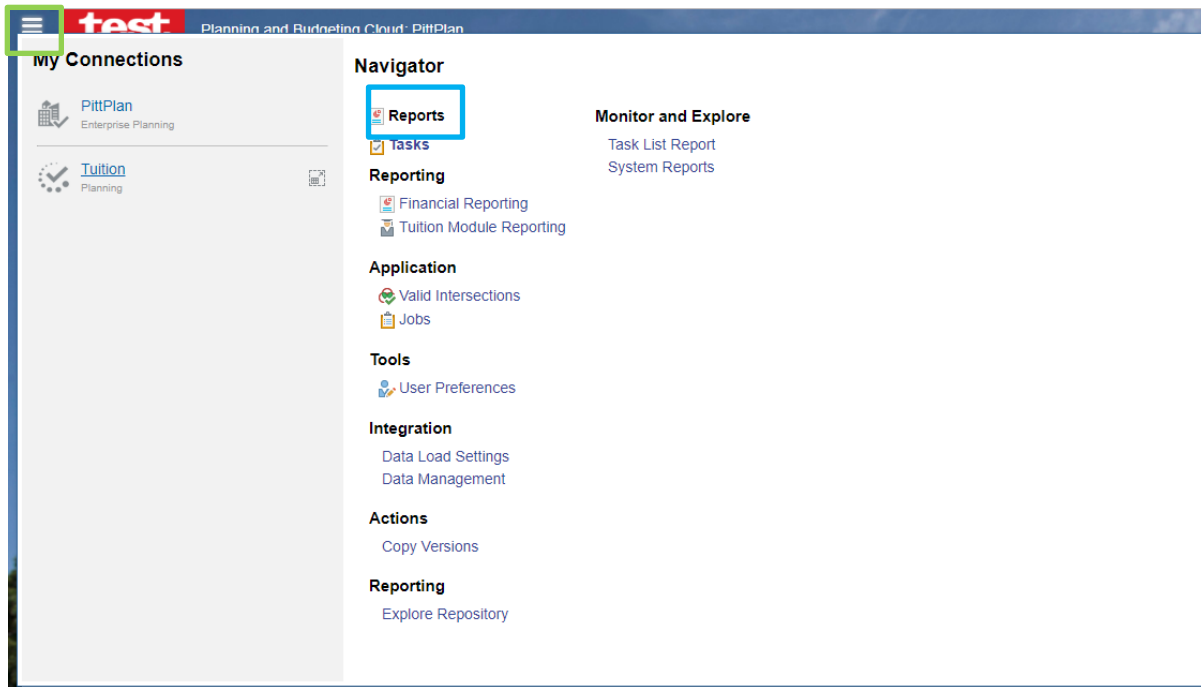 test
Planning and Budgeting Cloud: PittPlan
My Connections
PittPlan
Enterprise Planning
Tuition
Planning
Navigator
Reports
Tasks
Reporting
Financial Reporting
Tuition Module Reporting
Application
Valid Intersections
Jobs
Tools
User Preferences
Integration
Data Load Settings
Data Management
Actions
Copy Versions
Reporting
Explore Repository
Monitor and Explore
Task List Report
System Reports